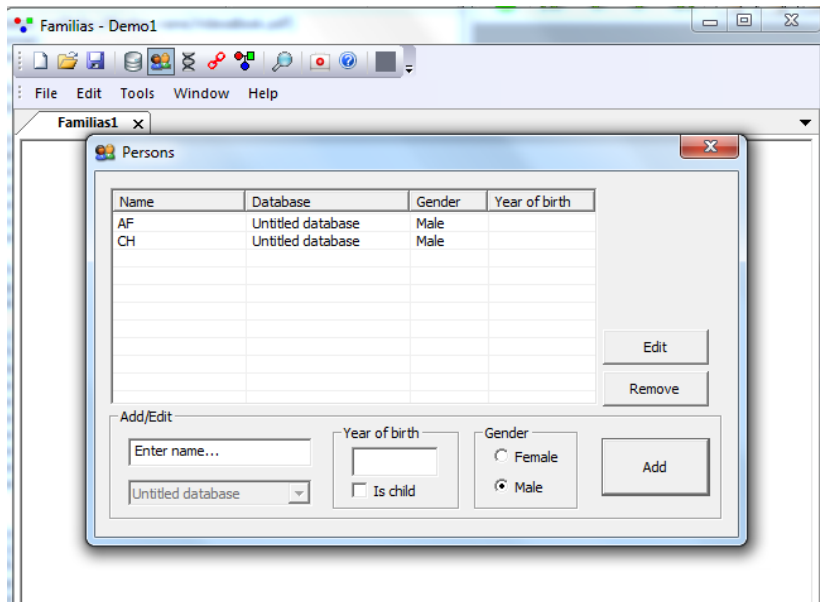 Familias - Demo1
File Edit Tools Window Help
Familias1
Persons
Name Database Gender Year of birth
AF Untitled database Male
CH Untitled database Male
Edit
Remove
Add/Edit
Year of birth
Gender
Enter name...
Female
Add
Untitled database
Is child
Male